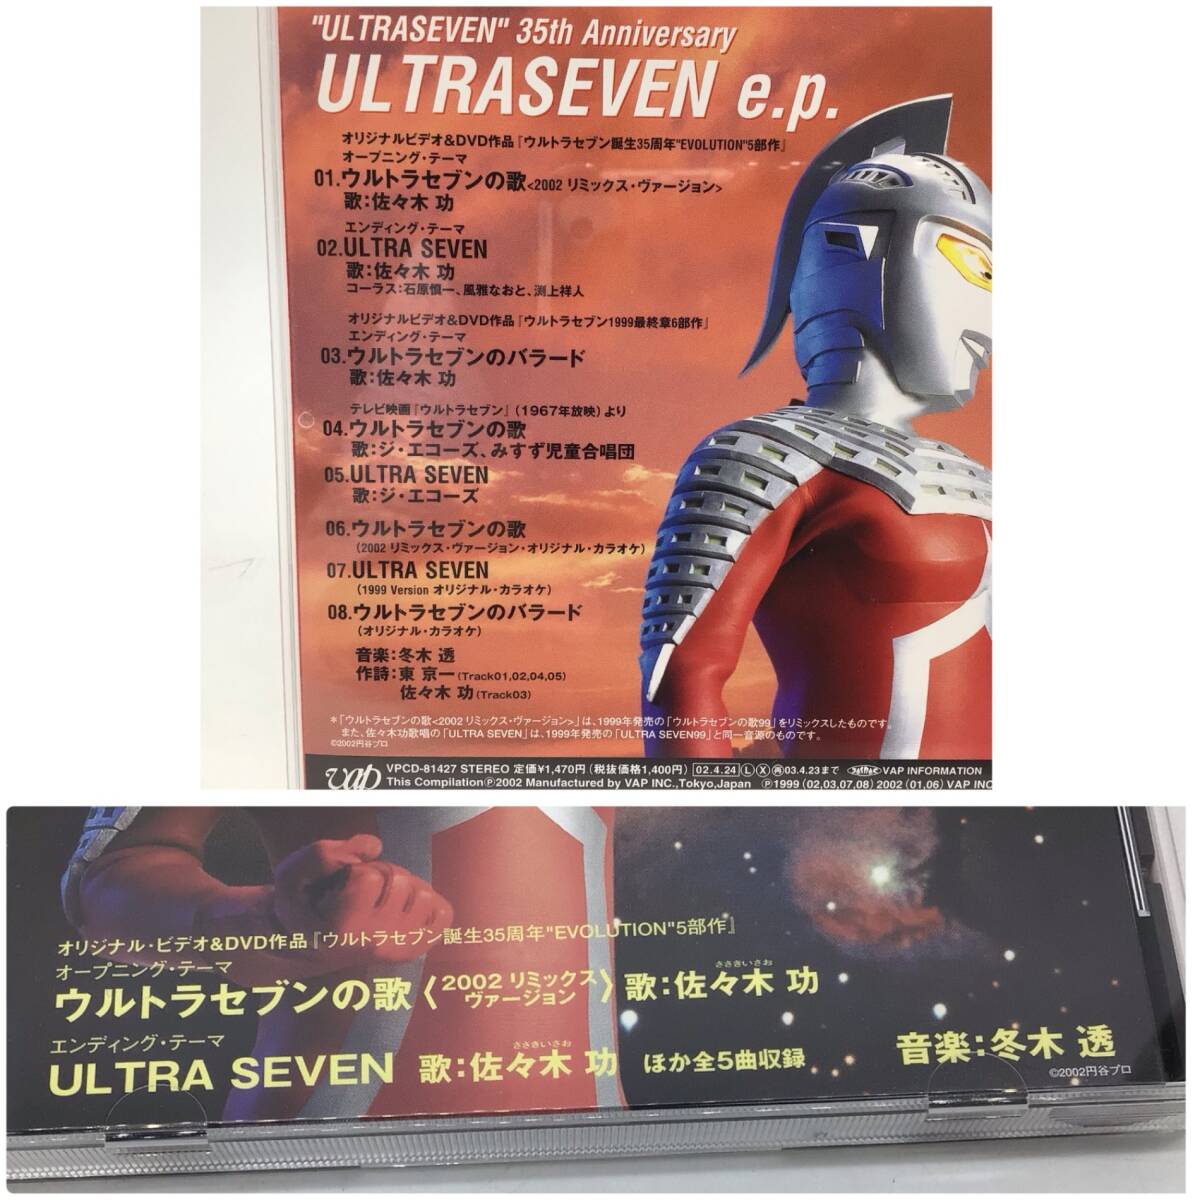 "ULTRASEVEN" 35th Anniversary
ULTRASEVEN e.p.
オリジナルビデオ&DVD作品『ウルトラセブン誕生35周年"EVOLUTION"5部作』
オープニング・テーマ
01.ウルトラセブンの歌<2002 リミックス・ヴァージョン>
歌:佐々木 功
エンディング・テーマ
02.ULTRA SEVEN
歌:佐々木 功
コーラス:石原慎一、風雅なおと、渕上祥人
オリジナルビデオ&DVD作品『ウルトラセブン1999最終章6部作』
エンディング・テーマ
03.ウルトラセブンのバラード
歌:佐々木 功
テレビ映画『ウルトラセブン』(1967年放映)より
04.ウルトラセブンの歌
歌:ジ・エコーズ、みすず児童合唱団
05.ULTRA SEVEN
歌:ジ・エコーズ
06.ウルトラセブンの歌
(2002 リミックス・ヴァージョン・オリジナル・カラオケ)
07.ULTRA SEVEN
(1999 Version オリジナル・カラオケ)
08.ウルトラセブンのバラード
(オリジナル・カラオケ)
音楽:冬木 透
作詩:東 京一(Track01,02,04,05)
佐々木 功(Track03)
*「ウルトラセブンの歌<2002 リミックス・ヴァージョン>」は、1999年発売の「ウルトラセブンの歌99」をリミックスしたものです。
また、佐々木功歌唱の「ULTRA SEVEN」は、1999年発売の「ULTRA SEVEN99」と同一音源のものです。
©2002円谷プロ
vap VPCD-81427 STEREO 定価¥1,470円(税抜価格1,400円) 02.4.24 Ⓛ Ⓧ ㊁03.4.23まで VAP INFORMATION
This Compilation Ⓟ2002 Manufactured by VAP INC.,Tokyo,Japan Ⓟ1999 (02,03,07,08) 2002 (01,06) VAP INC
オリジナル・ビデオ&DVD作品『ウルトラセブン誕生35周年"EVOLUTION"5部作』
オープニング・テーマ
ウルトラセブンの歌〈2002 リミックス ヴァージョン〉歌:佐々木 功 ささきいさお
エンディング・テーマ
ULTRA SEVEN 歌:佐々木 功 ささきいさお ほか全5曲収録 音楽:冬木 透
©2002円谷プロ